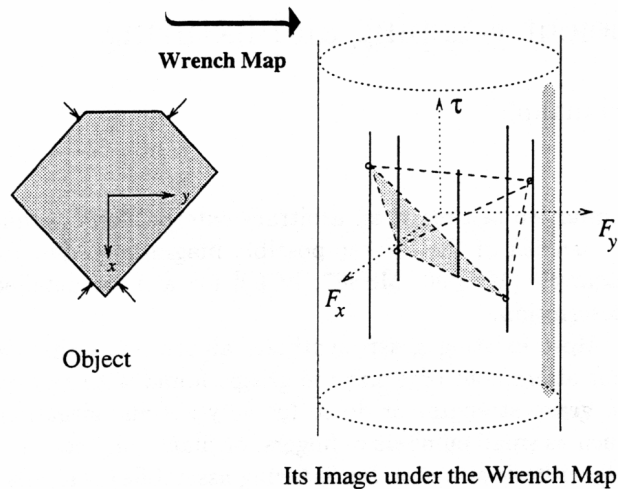 Wrench Map
τ
y
x
F_y
F_x
Object
Its Image under the Wrench Map